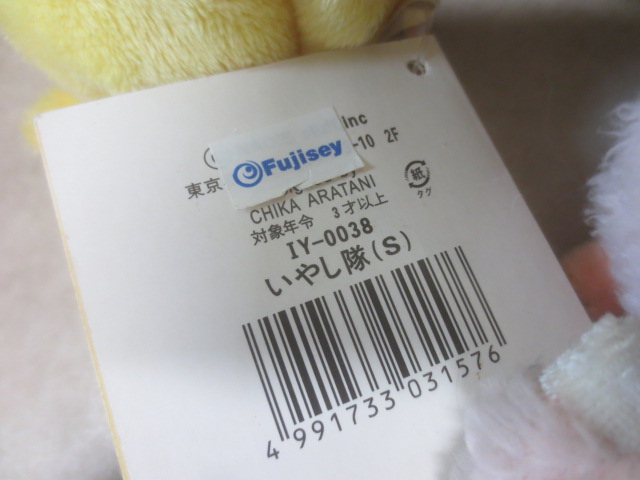 Inc
-10 2F
Fujisey
東京
CHIKA ARATANI
対象年令 3才以上
紙
タグ
IY-0038
いやし隊(S)
4 991733 031576